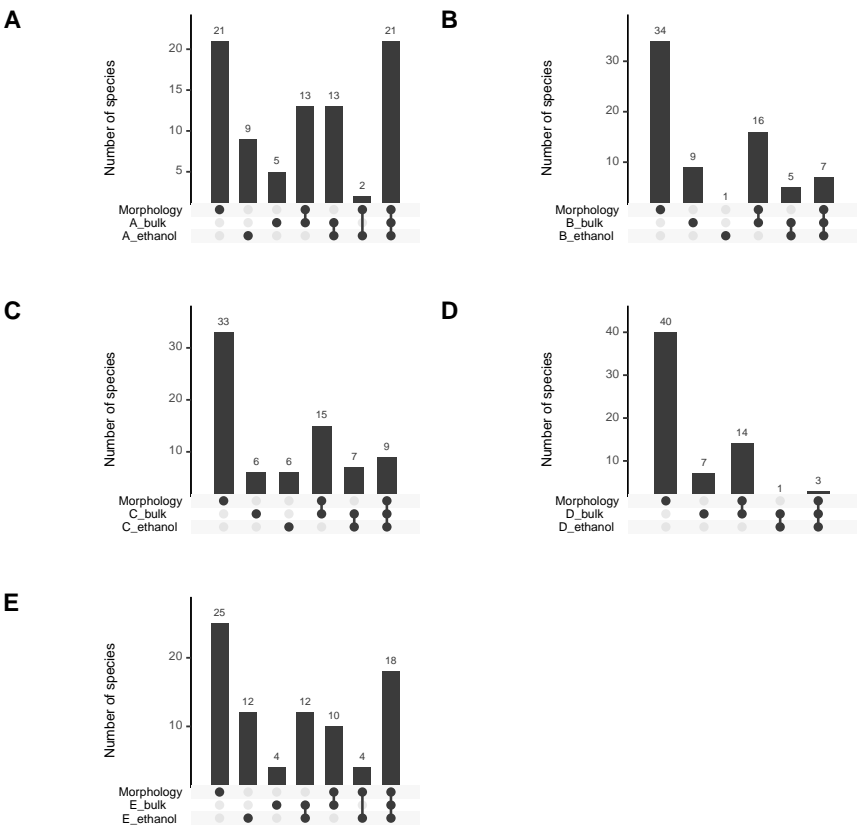 A
Number of species
20
15
10
5
21
9
5
13
13
2
21
Morphology
A_bulk
A_ethanol
B
Number of species
30
20
10
34
9
1
16
5
7
Morphology
B_bulk
B_ethanol
C
Number of species
30
20
10
33
6
6
15
7
9
Morphology
C_bulk
C_ethanol
D
Number of species
40
30
20
10
40
7
14
1
3
Morphology
D_bulk
D_ethanol
E
Number of species
20
10
25
12
4
12
10
4
18
Morphology
E_bulk
E_ethanol